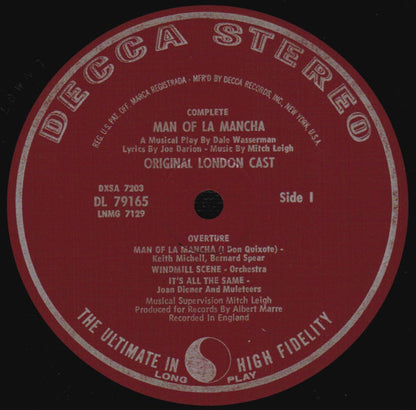 DECCA STEREO
REG. U.S. PAT. OFF. MARCA REGISTRADA - MF'D BY DECCA RECORDS, INC., NEW YORK, U.S.A.
COMPLETE
MAN OF LA MANCHA
A Musical Play By Dale Wasserman
Lyrics By Joe Darion - Music By Mitch Leigh
ORIGINAL LONDON CAST
DXSA 7203
DL 79165
LNMG 7129
Side 1
OVERTURE
MAN OF LA MANCHA (I Don Quixote) -
Keith Michell, Bernard Spear
WINDMILL SCENE - Orchestra
IT'S ALL THE SAME -
Joan Diener And Muleteers
Musical Supervision Mitch Leigh
Produced for Records By Albert Marre
Recorded In England
THE ULTIMATE IN HIGH FIDELITY
LONG PLAY